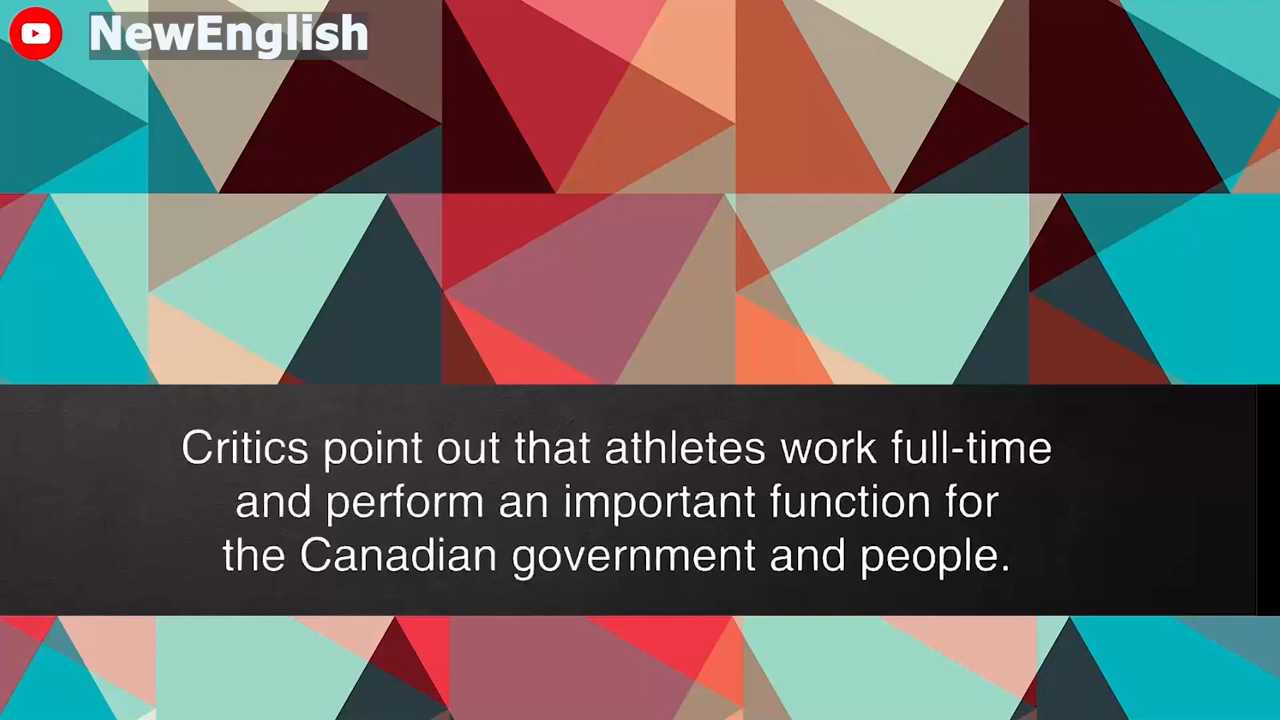 NewEnglish
Critics point out that athletes work full-time
and perform an important function for
the Canadian government and people.